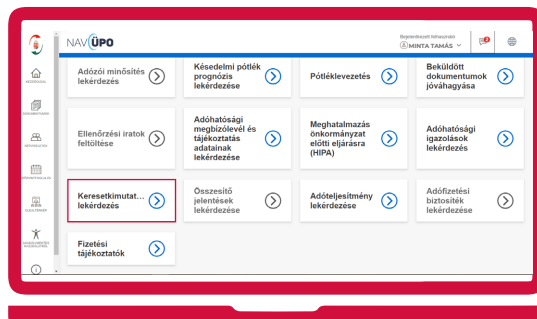 NAV ÜPO
Bejelentkezett felhasználó
MINTA TAMÁS
2
Adózói minősítés
lekérdezés
Késedelmi pótlék
prognózis
lekérdezése
Pótléklevezetés
Beküldött
dokumentumok
jóváhagyása
Ellenőrzési iratok
feltöltése
Adóhatósági
megbízólevél és
tájékoztatás
adatainak
lekérdezése
Meghatalmazás
önkormányzat
előtti eljárásra
(HIPA)
Adóhatósági
igazolások
lekérdezés
Keresetkimutat...
lekérdezés
Összesítő
jelentések
lekérdezése
Adóteljesítmény
lekérdezése
Adófizetési
biztosíték
lekérdezése
Fizetési
tájékoztatók